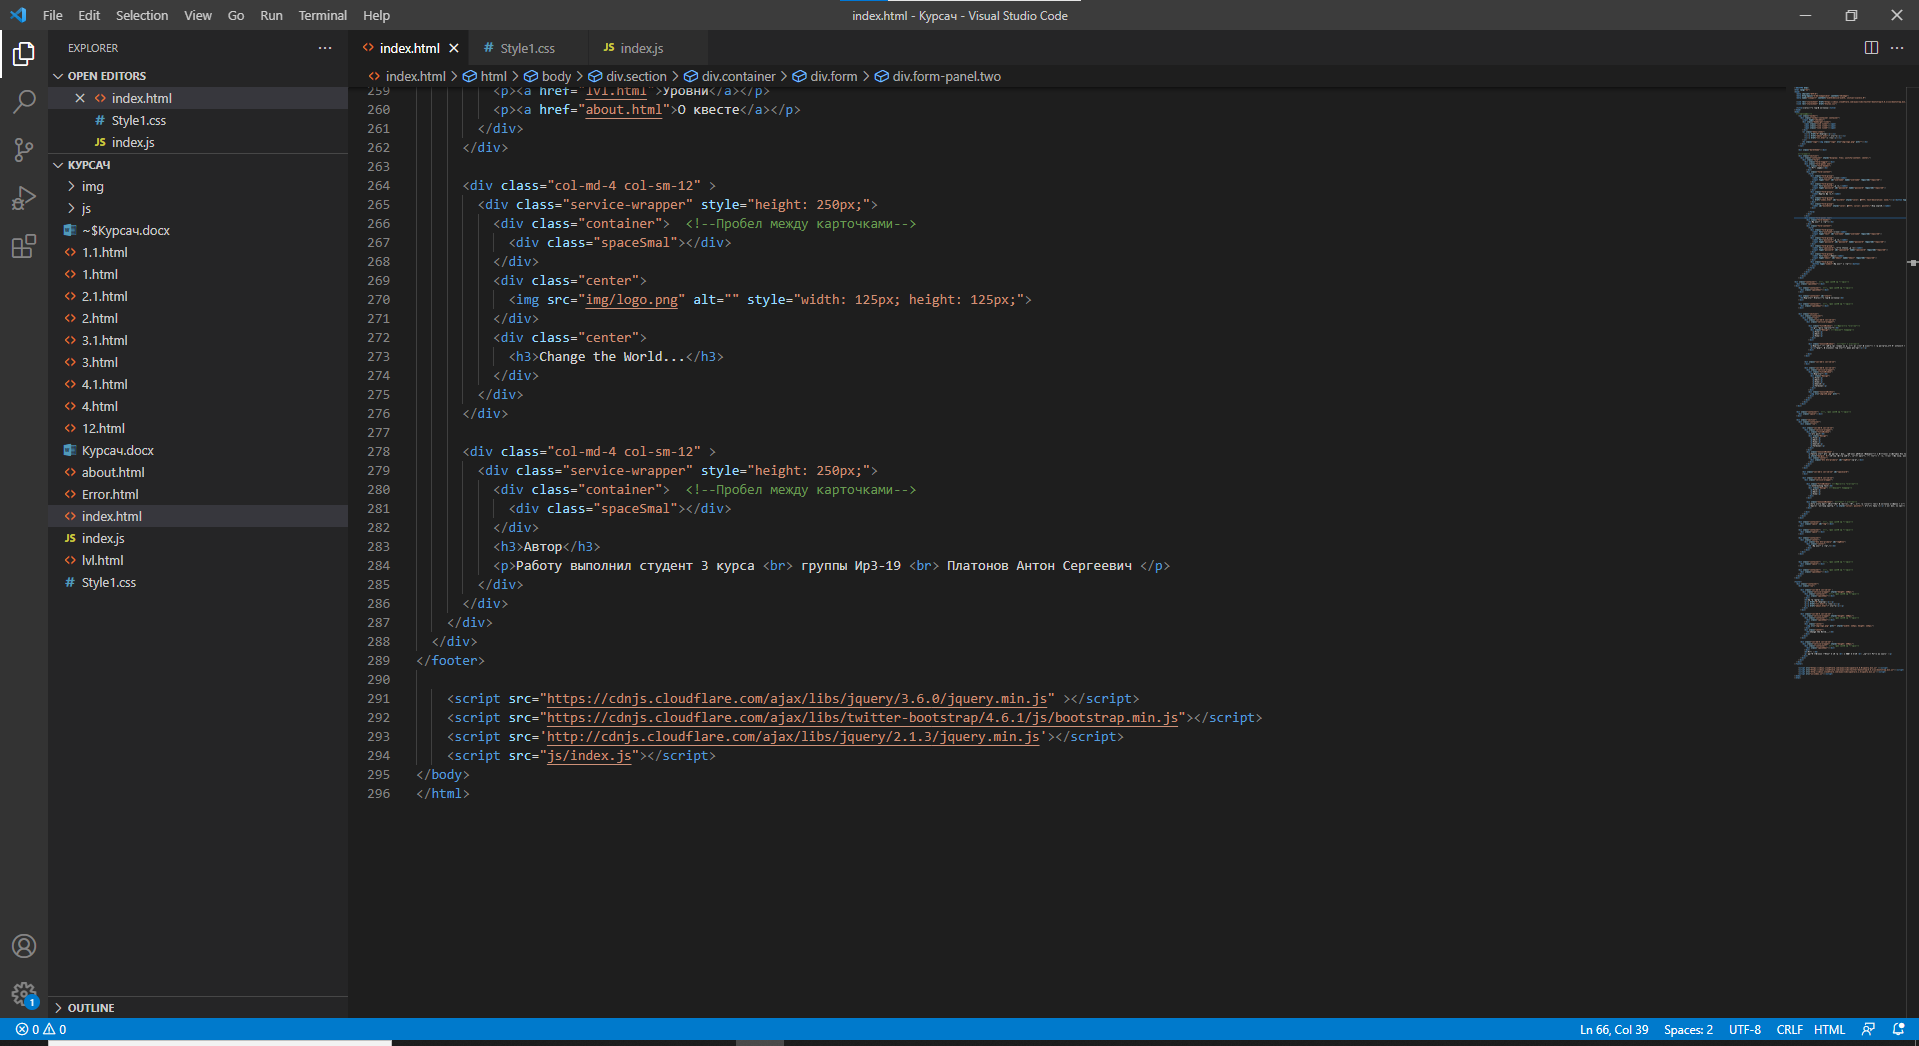 File Edit Selection View Go Run Terminal Help
index.html - Курсач - Visual Studio Code
EXPLORER
OPEN EDITORS
index.html
Style1.css
index.js
КУРСАЧ
img
js
~$Курсач.docx
1.1.html
1.html
2.1.html
2.html
3.1.html
3.html
4.1.html
4.html
12.html
Курсач.docx
about.html
Error.html
index.html
index.js
lvl.html
Style1.css
OUTLINE
index.html Style1.css index.js
index.html > html > body > div.section > div.container > div.form > div.form-panel.two
259 <p><a href="lvl.html">Уровни</a></p>
260 <p><a href="about.html">О квесте</a></p>
261 </div>
262 </div>
263
264 <div class="col-md-4 col-sm-12" >
265 <div class="service-wrapper" style="height: 250px;">
266 <div class="container"> <!--Пробел между карточками-->
267 <div class="spaceSmal"></div>
268 </div>
269 <div class="center">
270 <img src="img/logo.png" alt="" style="width: 125px; height: 125px;">
271 </div>
272 <div class="center">
273 <h3>Change the World...</h3>
274 </div>
275 </div>
276 </div>
277
278 <div class="col-md-4 col-sm-12" >
279 <div class="service-wrapper" style="height: 250px;">
280 <div class="container"> <!--Пробел между карточками-->
281 <div class="spaceSmal"></div>
282 </div>
283 <h3>Автор</h3>
284 <p>Работу выполнил студент 3 курса <br> группы Ир3-19 <br> Платонов Антон Сергеевич </p>
285 </div>
286 </div>
287 </div>
288 </div>
289 </footer>
290
291 <script src="https://cdnjs.cloudflare.com/ajax/libs/jquery/3.6.0/jquery.min.js" ></script>
292 <script src="https://cdnjs.cloudflare.com/ajax/libs/twitter-bootstrap/4.6.1/js/bootstrap.min.js"></script>
293 <script src='http://cdnjs.cloudflare.com/ajax/libs/jquery/2.1.3/jquery.min.js'></script>
294 <script src="js/index.js"></script>
295 </body>
296 </html>
1
0 0
Ln 66, Col 39 Spaces: 2 UTF-8 CRLF HTML